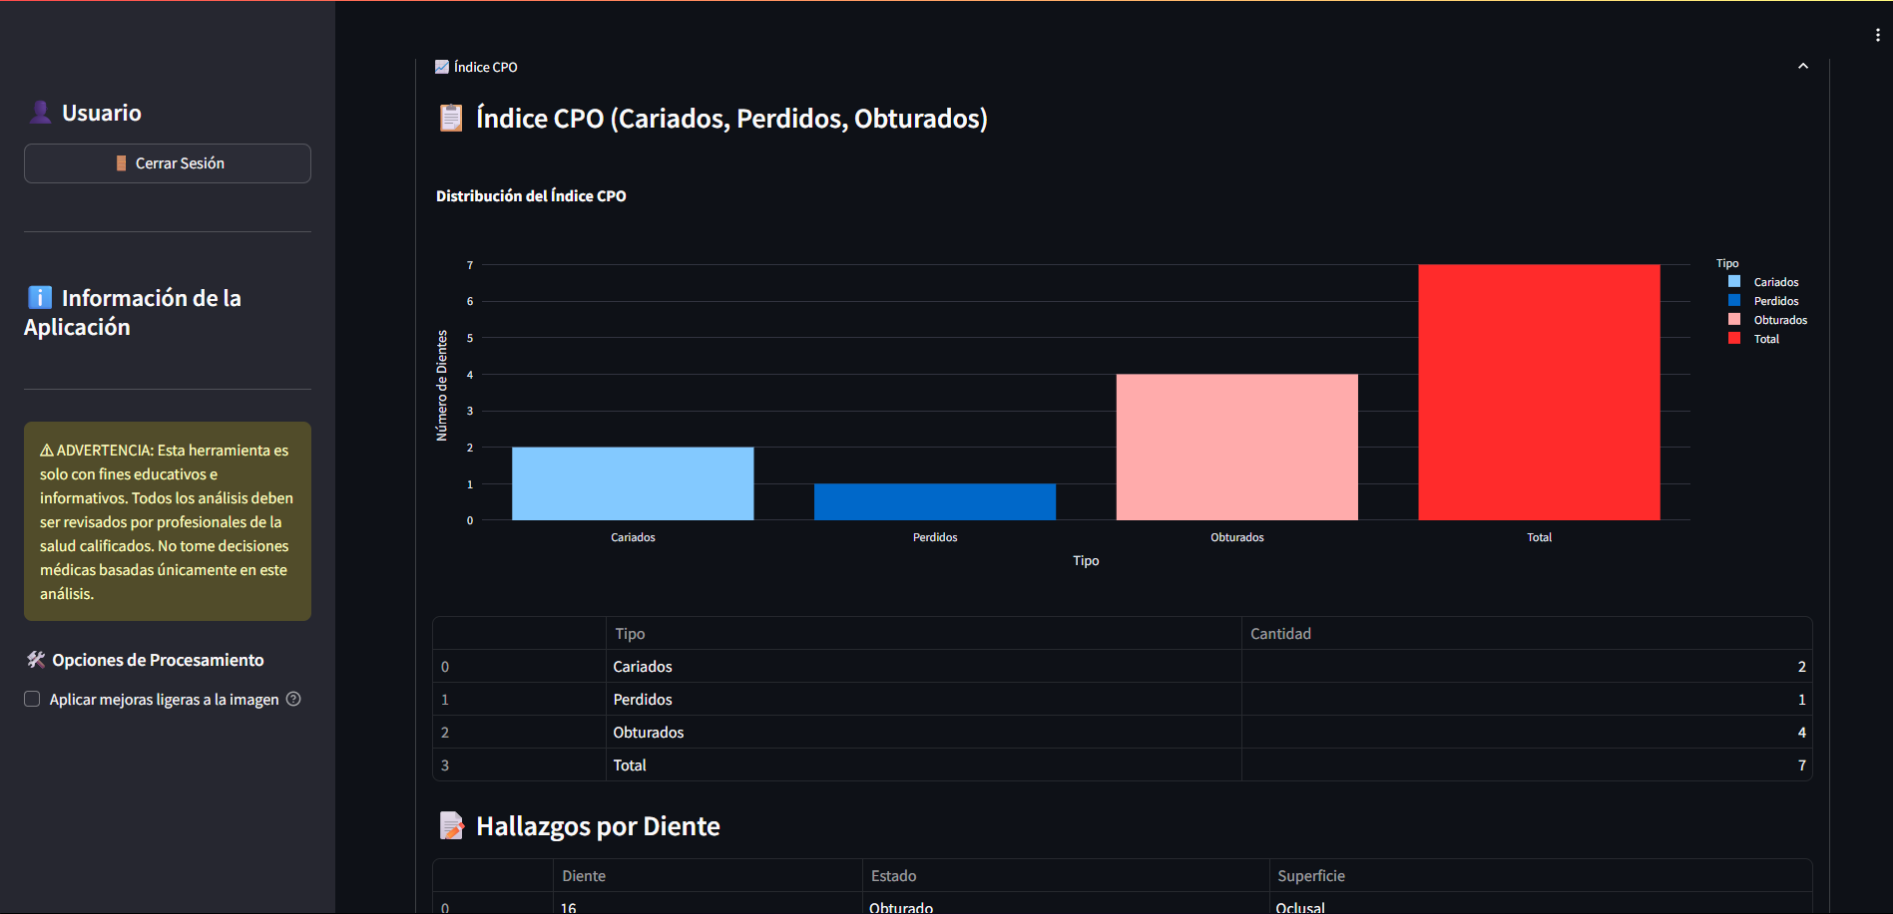 Usuario
Cerrar Sesión
Información de la
Aplicación
⚠ ADVERTENCIA: Esta herramienta es
solo con fines educativos e
informativos. Todos los análisis deben
ser revisados por profesionales de la
salud calificados. No tome decisiones
médicas basadas únicamente en este
análisis.
Opciones de Procesamiento
Aplicar mejoras ligeras a la imagen
Índice CPO
Índice CPO (Cariados, Perdidos, Obturados)
Distribución del Índice CPO
Número de Dientes
7
6
5
4
3
2
1
0
Cariados Perdidos Obturados Total
Tipo
Tipo
Cariados
Perdidos
Obturados
Total
Tipo Cantidad
0 Cariados 2
1 Perdidos 1
2 Obturados 4
3 Total 7
Hallazgos por Diente
Diente Estado Superficie
0 16 Obturado Oclusal